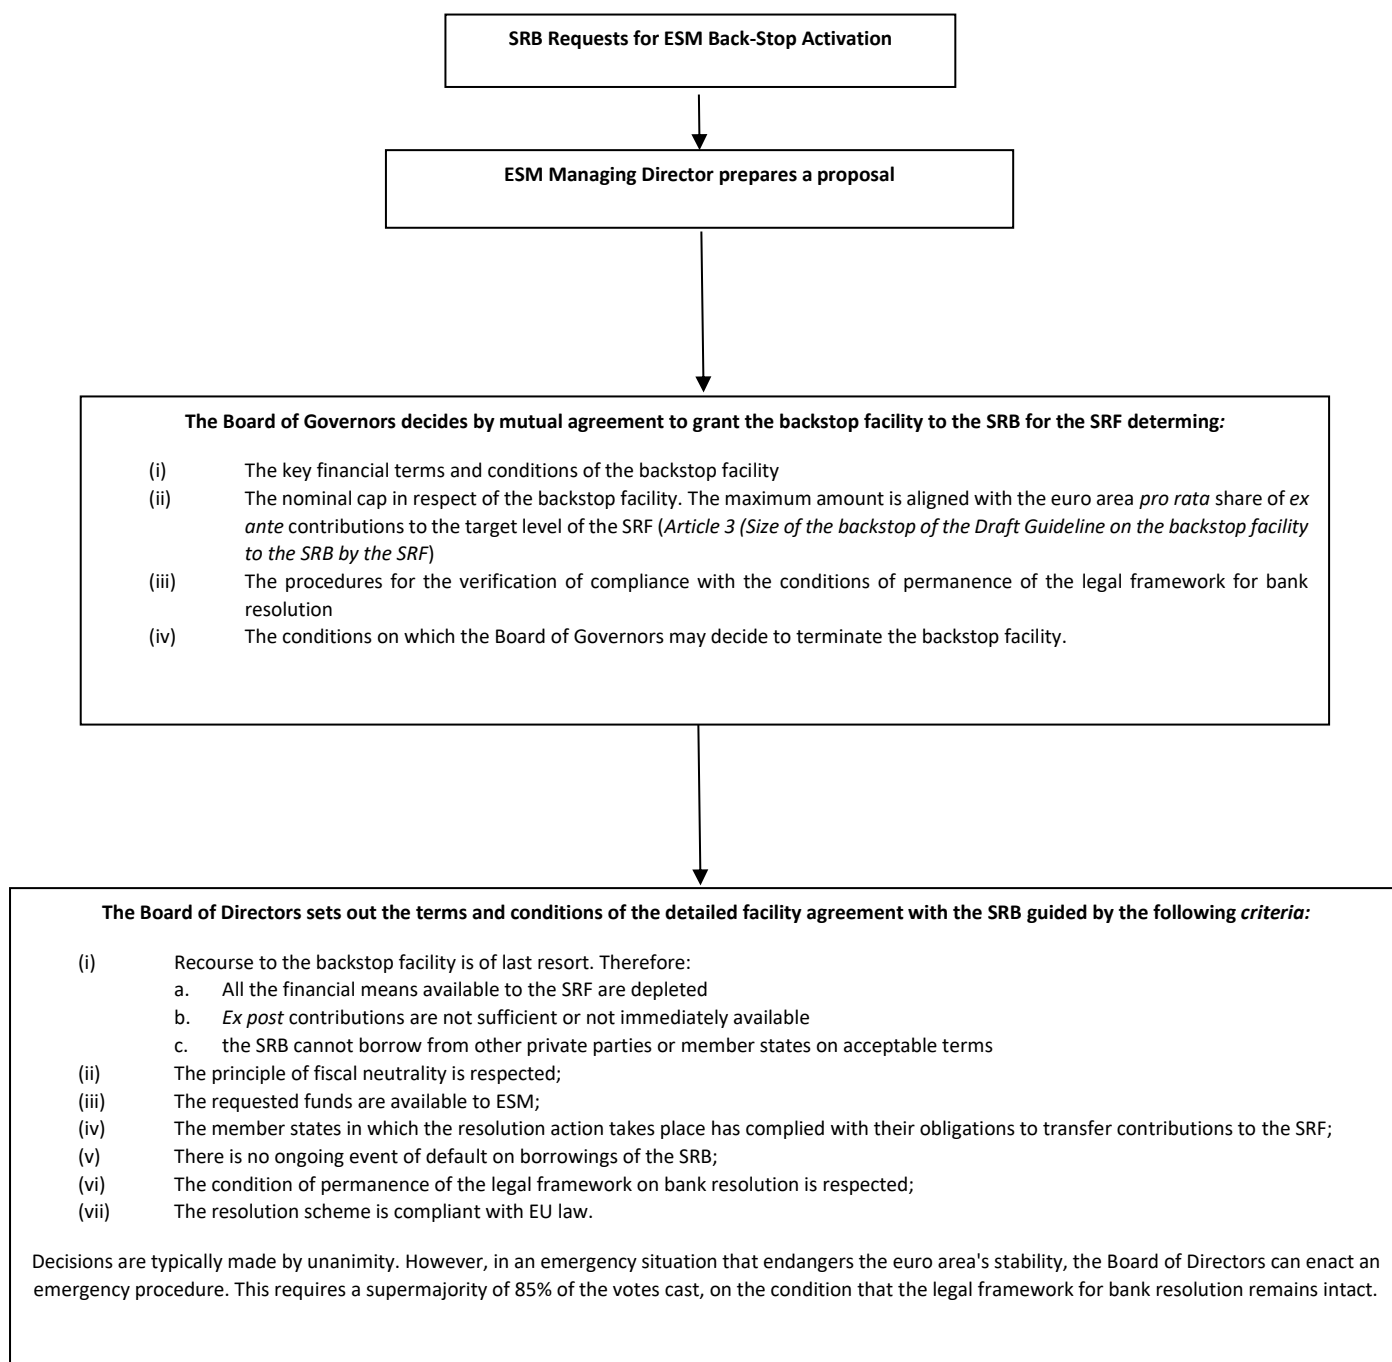 SRB Requests for ESM Back-Stop Activation
ESM Managing Director prepares a proposal
The Board of Governors decides by mutual agreement to grant the backstop facility to the SRB for the SRF determing:
(i) The key financial terms and conditions of the backstop facility
(ii) The nominal cap in respect of the backstop facility. The maximum amount is aligned with the euro area pro rata share of ex
ante contributions to the target level of the SRF (Article 3 (Size of the backstop of the Draft Guideline on the backstop facility
to the SRB by the SRF)
(iii) The procedures for the verification of compliance with the conditions of permanence of the legal framework for bank
resolution
(iv) The conditions on which the Board of Governors may decide to terminate the backstop facility.
The Board of Directors sets out the terms and conditions of the detailed facility agreement with the SRB guided by the following criteria:
(i) Recourse to the backstop facility is of last resort. Therefore:
a. All the financial means available to the SRF are depleted
b. Ex post contributions are not sufficient or not immediately available
c. the SRB cannot borrow from other private parties or member states on acceptable terms
(ii) The principle of fiscal neutrality is respected;
(iii) The requested funds are available to ESM;
(iv) The member states in which the resolution action takes place has complied with their obligations to transfer contributions to the SRF;
(v) There is no ongoing event of default on borrowings of the SRB;
(vi) The condition of permanence of the legal framework on bank resolution is respected;
(vii) The resolution scheme is compliant with EU law.
Decisions are typically made by unanimity. However, in an emergency situation that endangers the euro area's stability, the Board of Directors can enact an
emergency procedure. This requires a supermajority of 85% of the votes cast, on the condition that the legal framework for bank resolution remains intact.